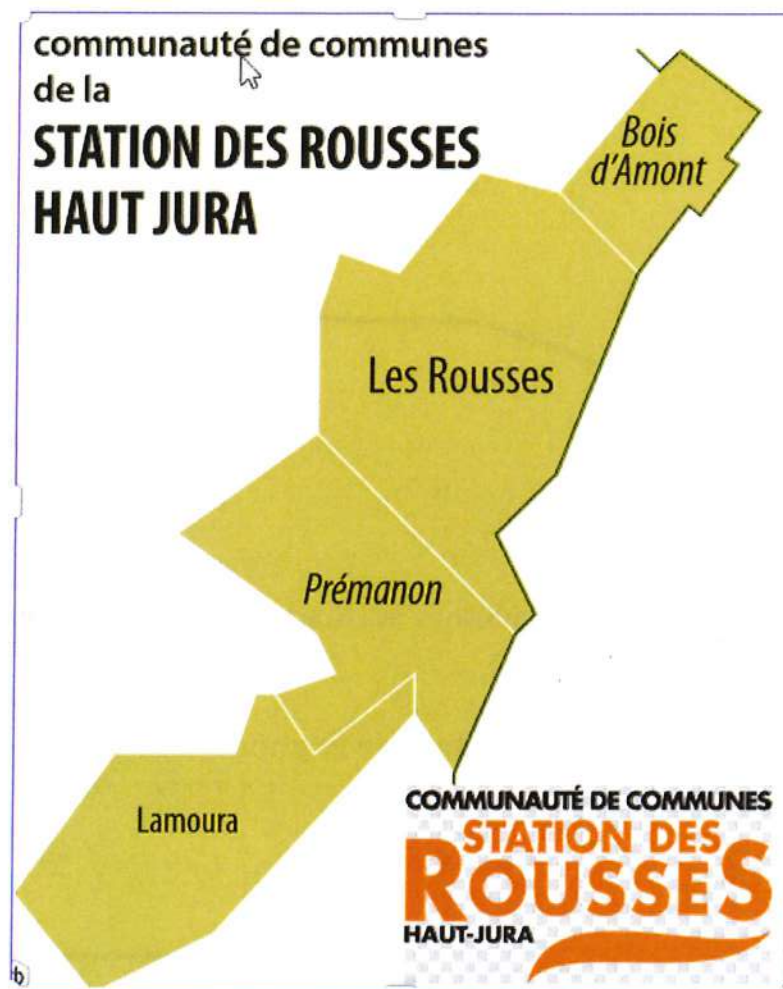 communauté de communes
de la
STATION DES ROUSSES
HAUT JURA
Bois
d'Amont
Les Rousses
Prémanon
Lamoura
COMMUNAUTÉ DE COMMUNES
STATION DES
ROUSSES
HAUT-JURA